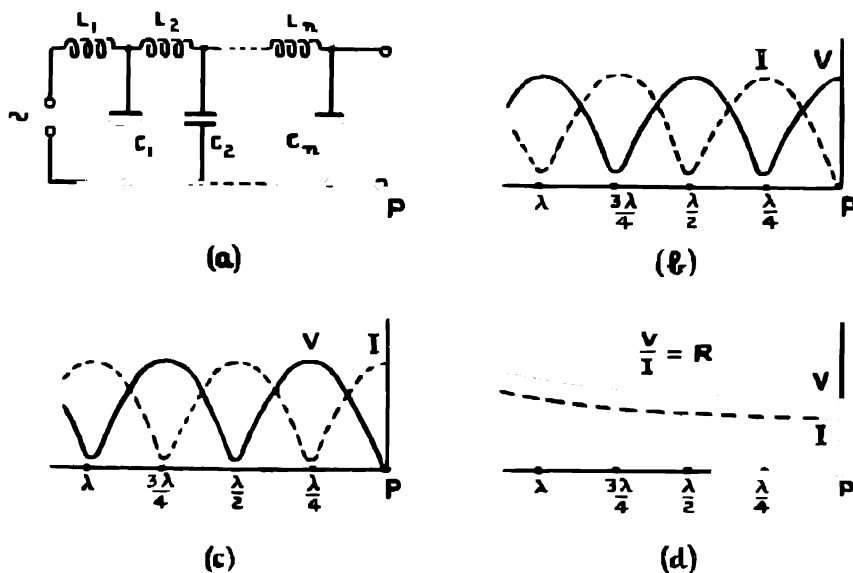 L₁ L₂ Lₙ
~
C₁ C₂ Cₙ
P
(a)
I V
λ 3λ/4 λ/2 λ/4 P
(b)
V I
λ 3λ/4 λ/2 λ/4 P
(c)
V/I = R
V
I
λ 3λ/4 λ/2 λ/4 P
(d)